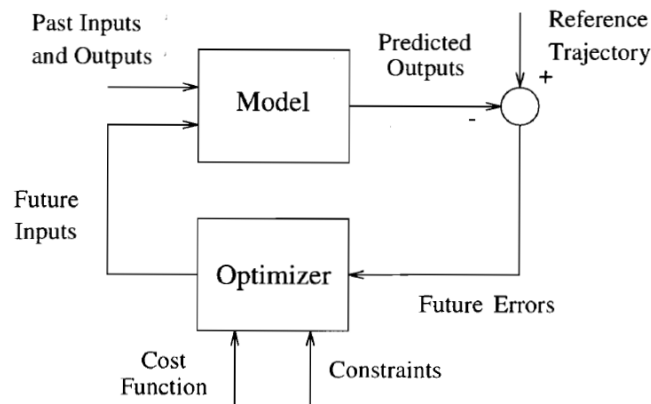 Past Inputs
and Outputs
Model
Predicted
Outputs
Reference
Trajectory
+
-
Future
Inputs
Optimizer
Future Errors
Cost
Function
Constraints